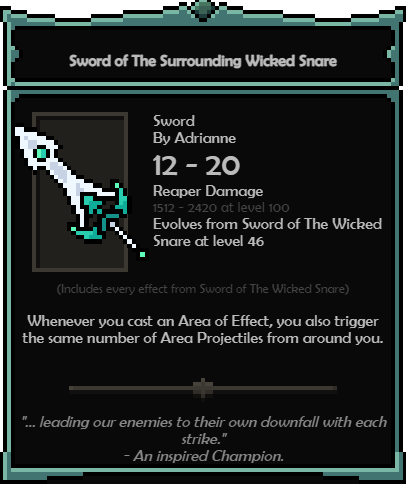 Sword of The Surrounding Wicked Snare
Sword
By Adrianne
12 - 20
Reaper Damage
1512 - 2420 at level 100
Evolves from Sword of The Wicked
Snare at level 46
(Includes every effect from Sword of The Wicked Snare)
Whenever you cast an Area of Effect, you also trigger
the same number of Area Projectiles from around you.
"... leading our enemies to their own downfall with each
strike."
- An inspired Champion.